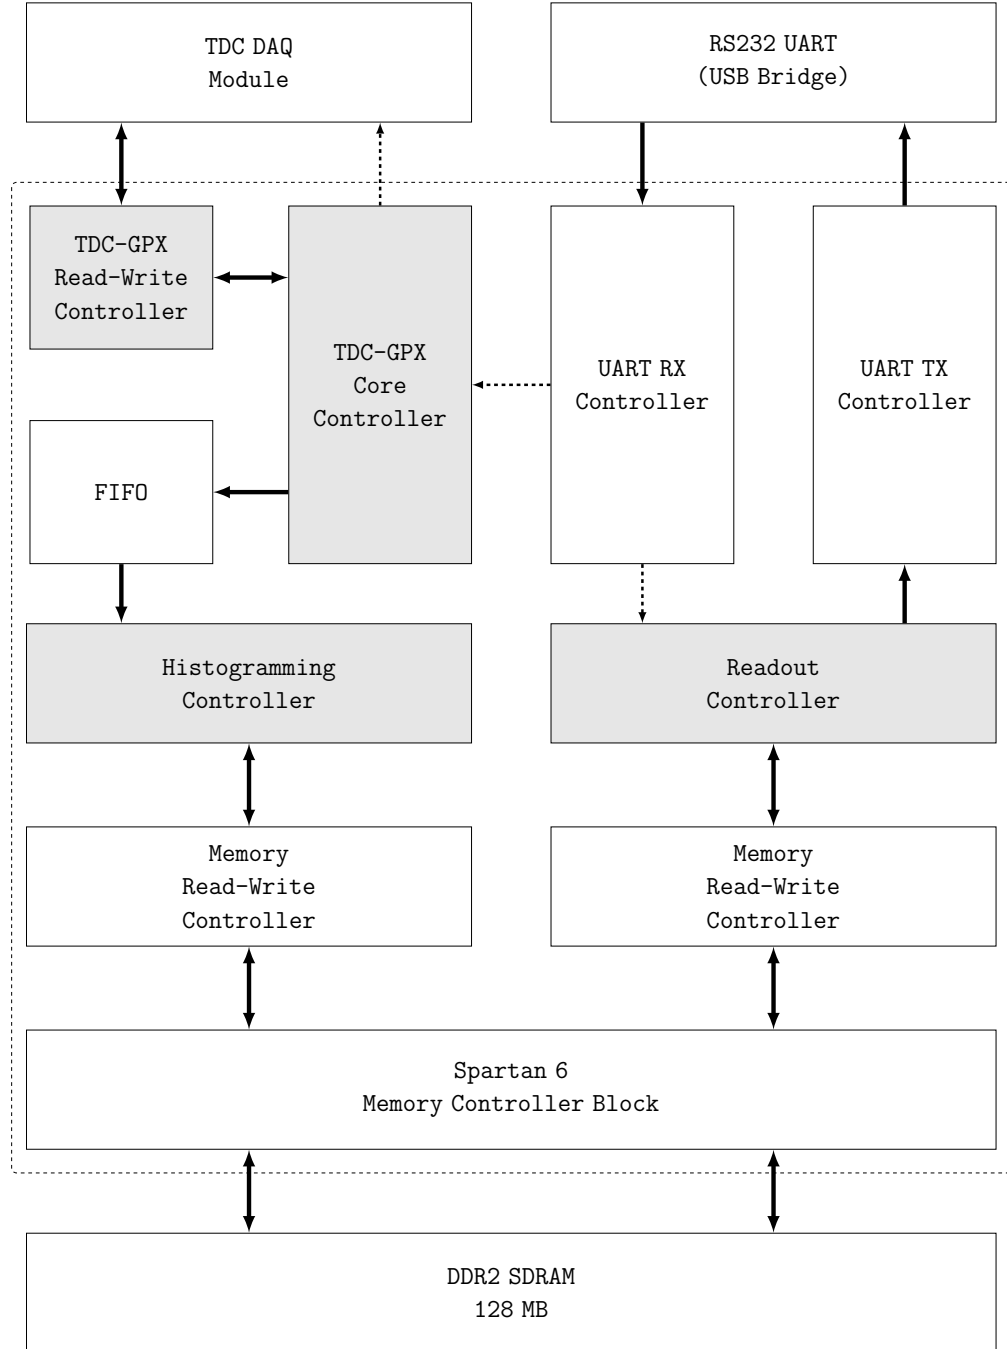 TDC DAQ
Module
RS232 UART
(USB Bridge)
TDC-GPX
Read-Write
Controller
TDC-GPX
Core
Controller
UART RX
Controller
UART TX
Controller
FIFO
Histogramming
Controller
Readout
Controller
Memory
Read-Write
Controller
Memory
Read-Write
Controller
Spartan 6
Memory Controller Block
DDR2 SDRAM
128 MB